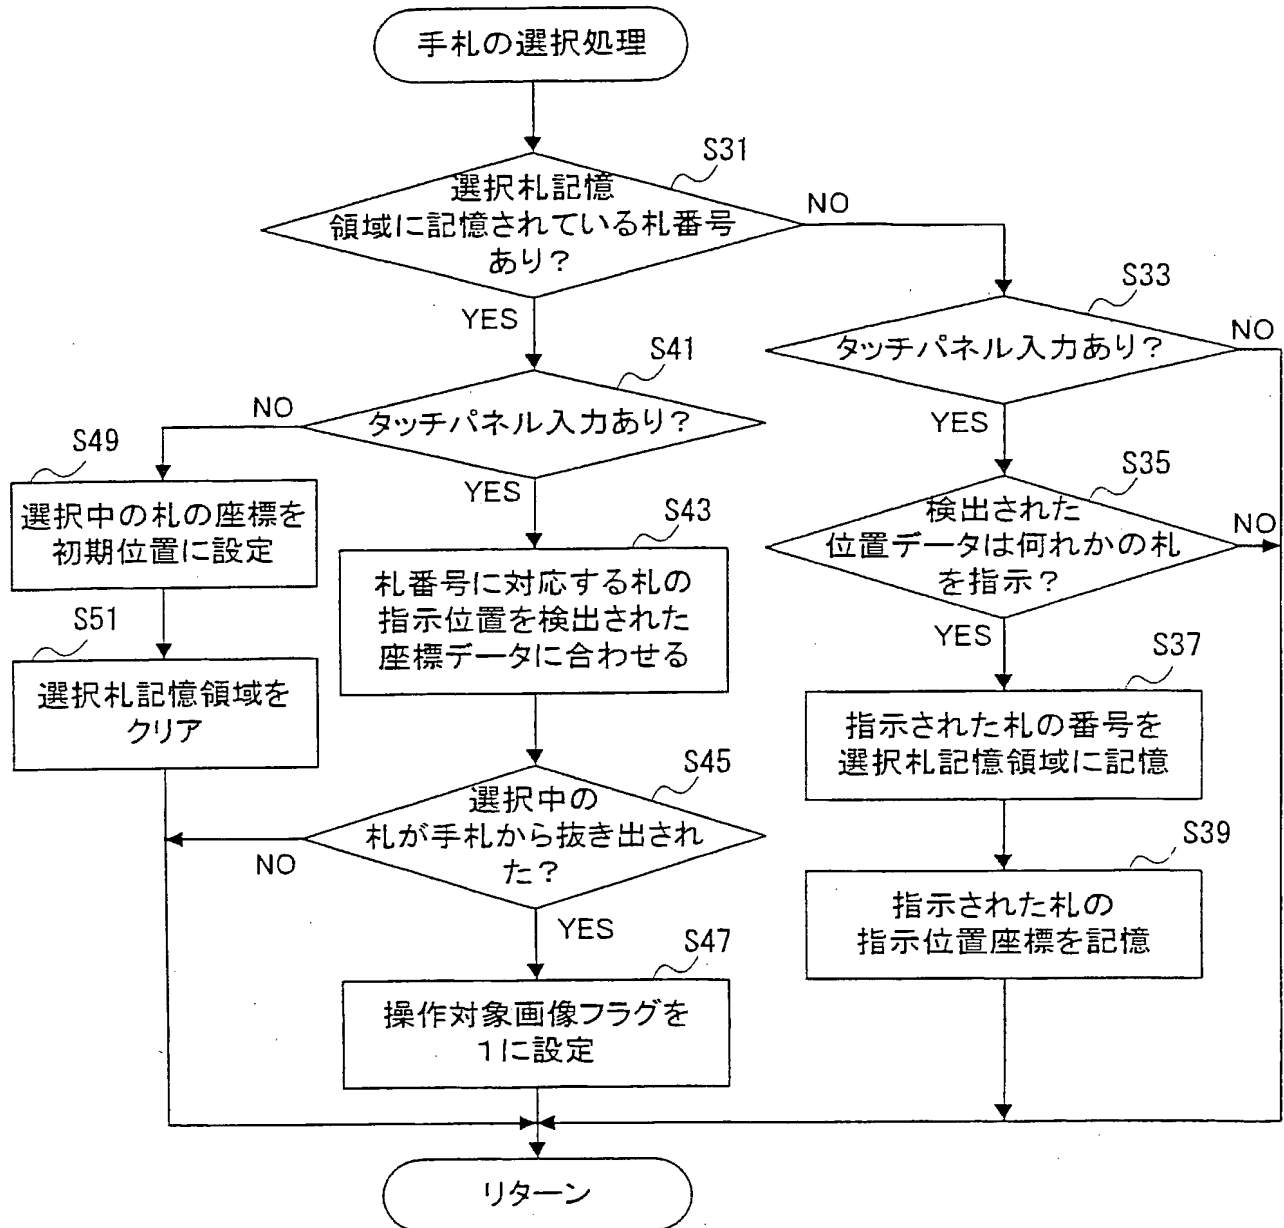 手札の選択処理
S31
選択札記憶
領域に記憶されている札番号
あり？
NO
YES
S33
タッチパネル入力あり？
NO
YES
S41
タッチパネル入力あり？
NO
YES
S49
選択中の札の座標を
初期位置に設定
S51
選択札記憶領域を
クリア
S43
札番号に対応する札の
指示位置を検出された
座標データに合わせる
S35
検出された
位置データは何れかの札
を指示？
NO
YES
S37
指示された札の番号を
選択札記憶領域に記憶
S45
選択中の
札が手札から抜き出され
た？
NO
YES
S39
指示された札の
指示位置座標を記憶
S47
操作対象画像フラグを
１に設定
リターン